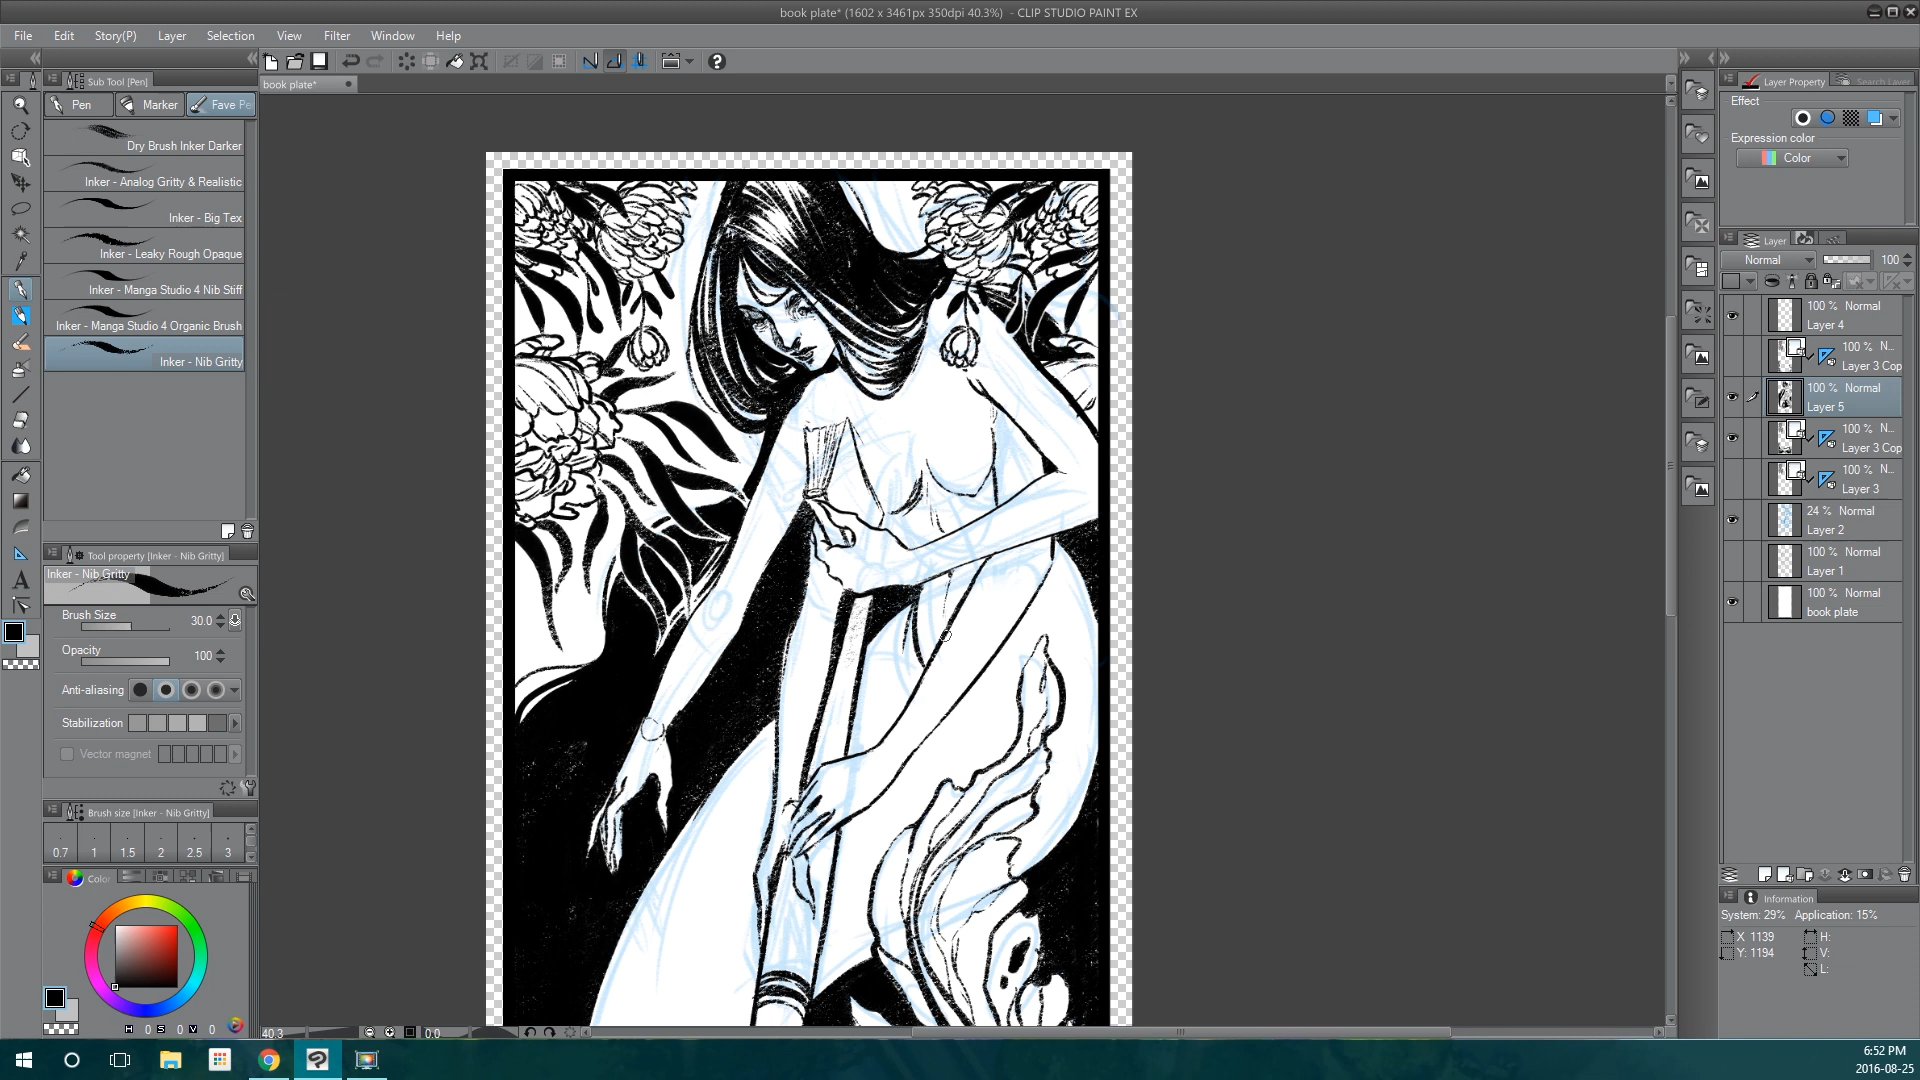 book plate* (1602 x 3461px 350dpi 40.3%) - CLIP STUDIO PAINT EX
File Edit Story(P) Layer Selection View Filter Window Help
Sub Tool [Pen]
book plate*
Layer Property Search Layer
Pen Marker Fave Pe
Effect
Dry Brush Inker Darker
Expression color
Color
Inker - Analog Gritty & Realistic
Inker - Big Tex
Inker - Leaky Rough Opaque
Inker - Manga Studio 4 Nib Stiff
Inker - Manga Studio 4 Organic Brush
Inker - Nib Gritty
Layer
Normal 100
100 % Normal
Layer 4
100 % N...
Layer 3 Cop
100 % Normal
Layer 5
100 % N...
Layer 3 Cop
100 % N...
Layer 3
24 % Normal
Layer 2
100 % Normal
Layer 1
100 % Normal
book plate
Tool property [Inker - Nib Gritty]
Inker - Nib Gritty
Brush Size 30.0
Opacity 100
Anti-aliasing
Stabilization
Vector magnet
Brush size [Inker - Nib Gritty]
0.7 1 1.5 2 2.5 3
Colo
H 0 S 0 V 0
40.3 0.0
Information
System: 29% Application: 15%
X 1139 H:
Y: 1194 V:
L:
A
6:52 PM
2016-08-25